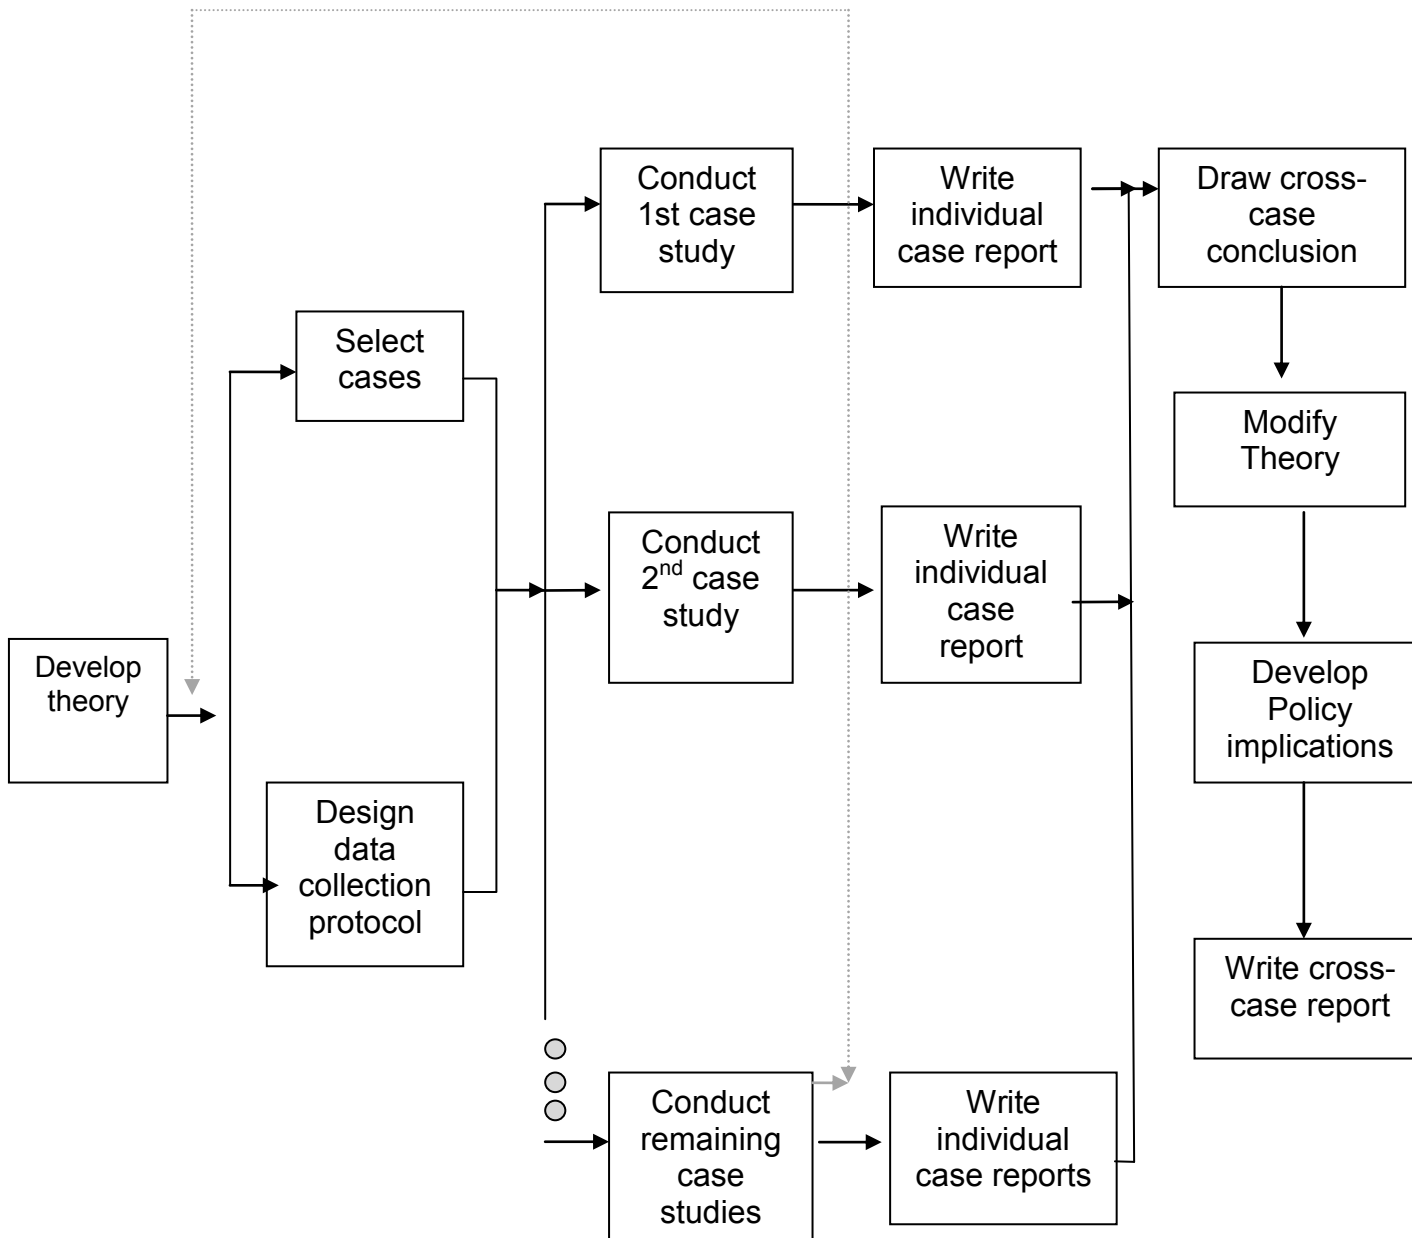 Develop
theory
Select
cases
Design
data
collection
protocol
Conduct
1st case
study
Write
individual
case report
Conduct
2nd case
study
Write
individual
case
report
Conduct
remaining
case
studies
Write
individual
case reports
Draw cross-
case
conclusion
Modify
Theory
Develop
Policy
implications
Write cross-
case report